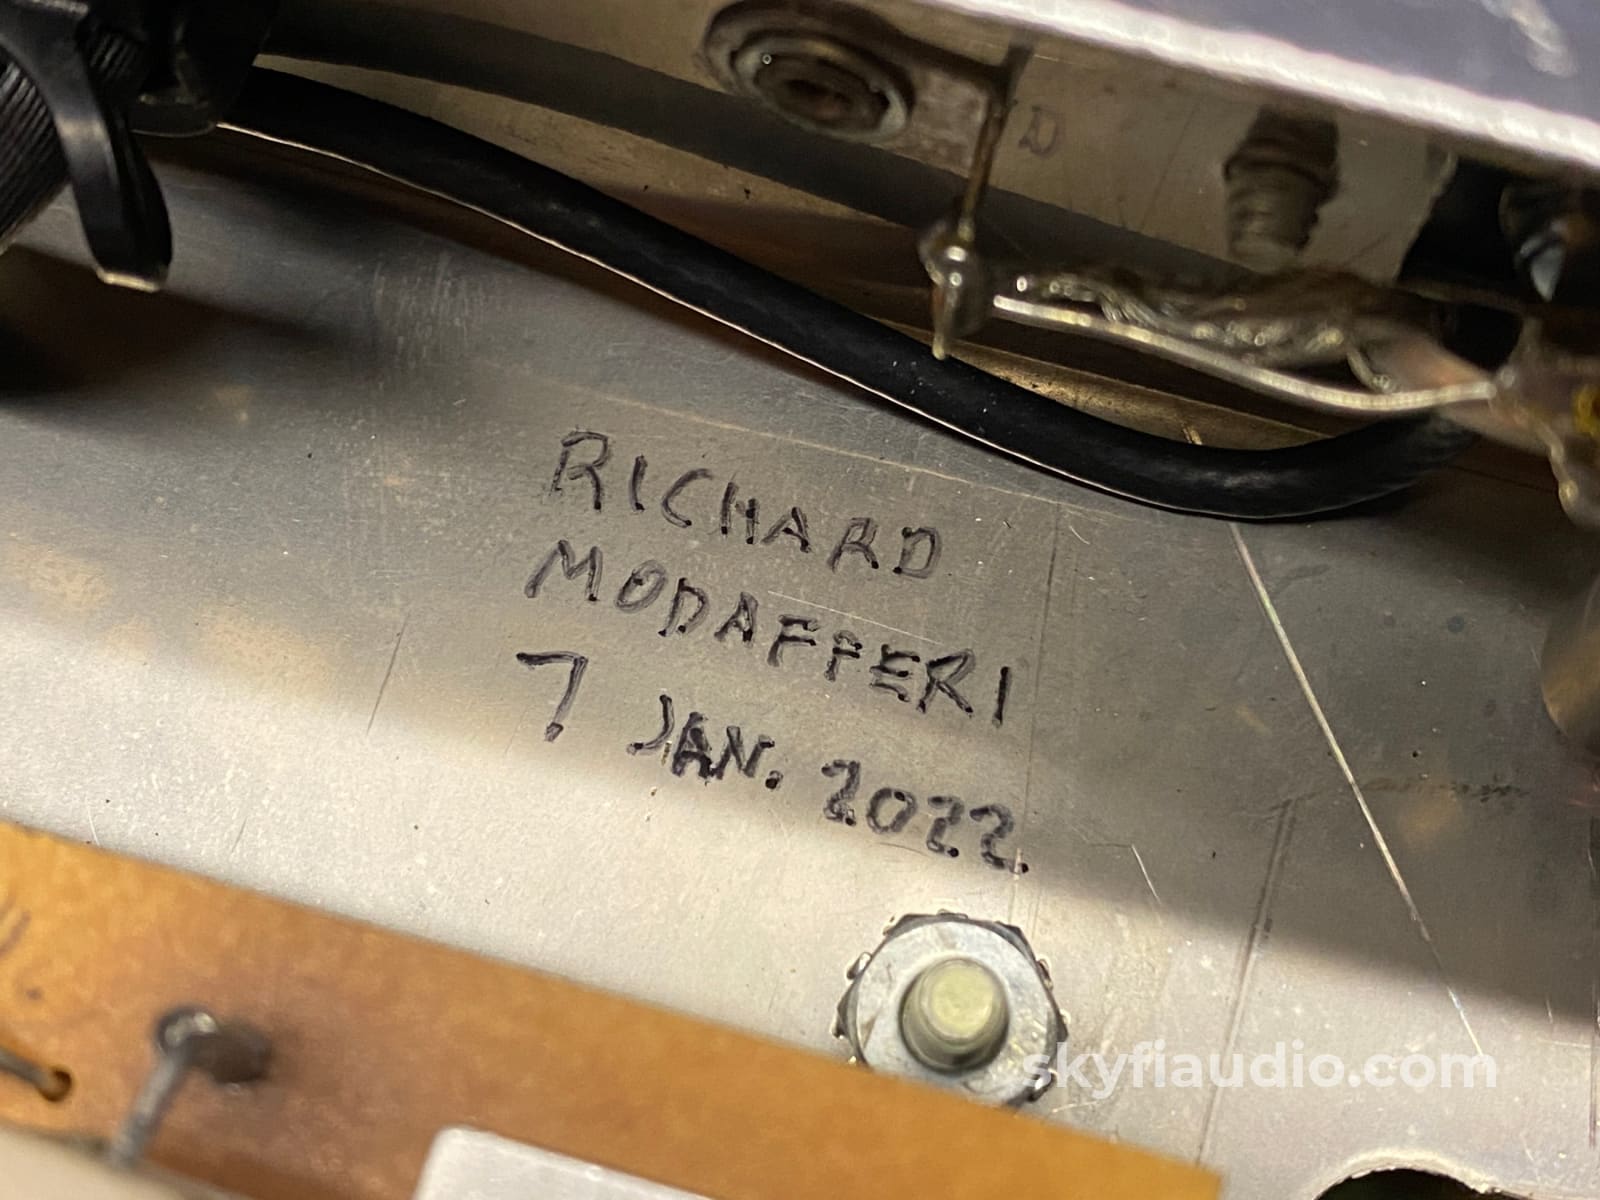 D
RICHARD
MODAFFERI
7 JAN. 2022
skyfiaudio.com